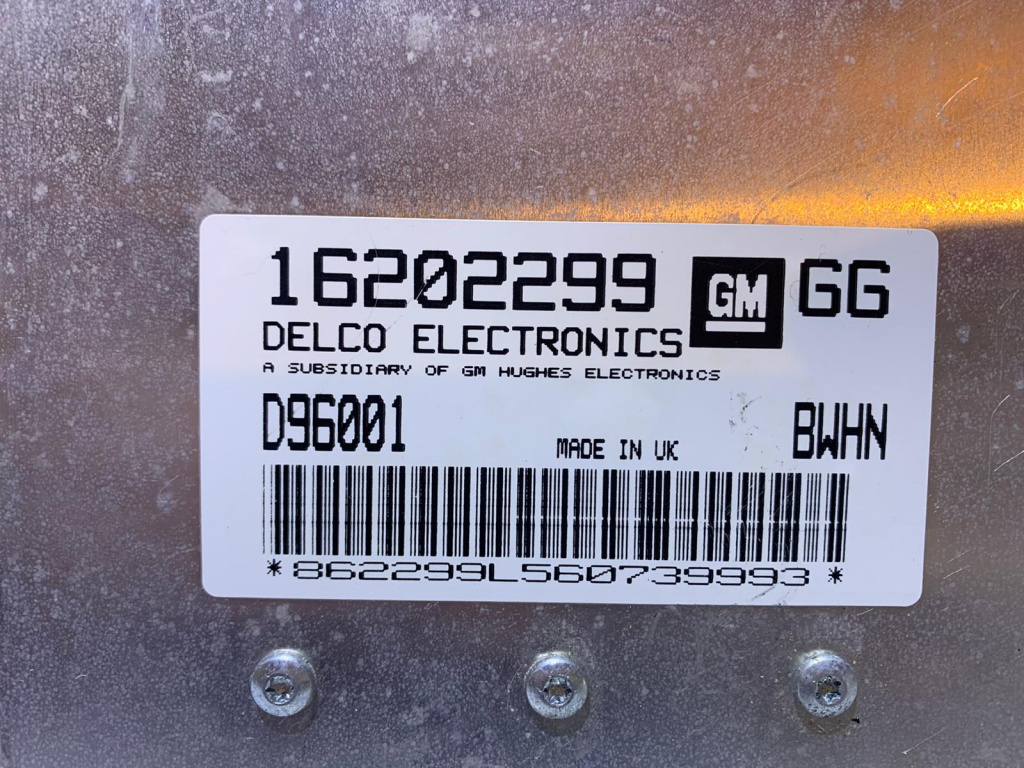 16202299 GM GG
DELCO ELECTRONICS
A SUBSIDIARY OF GM HUGHES ELECTRONICS
D96001 MADE IN UK BWHN
*862299L560739993*